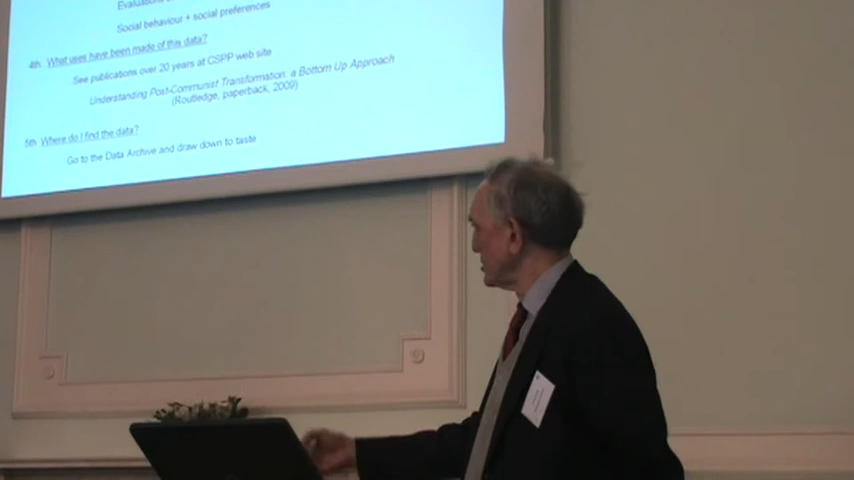 Evaluations
Social behaviour + social preferences
4th What uses have been made of this data?
See publications over 20 years at CSPP web site
Understanding Post-Communist Transformation: a Bottom Up Approach
(Routledge, paperback, 2009)
5th Where do I find the data?
Go to the Data Archive and draw down to taste